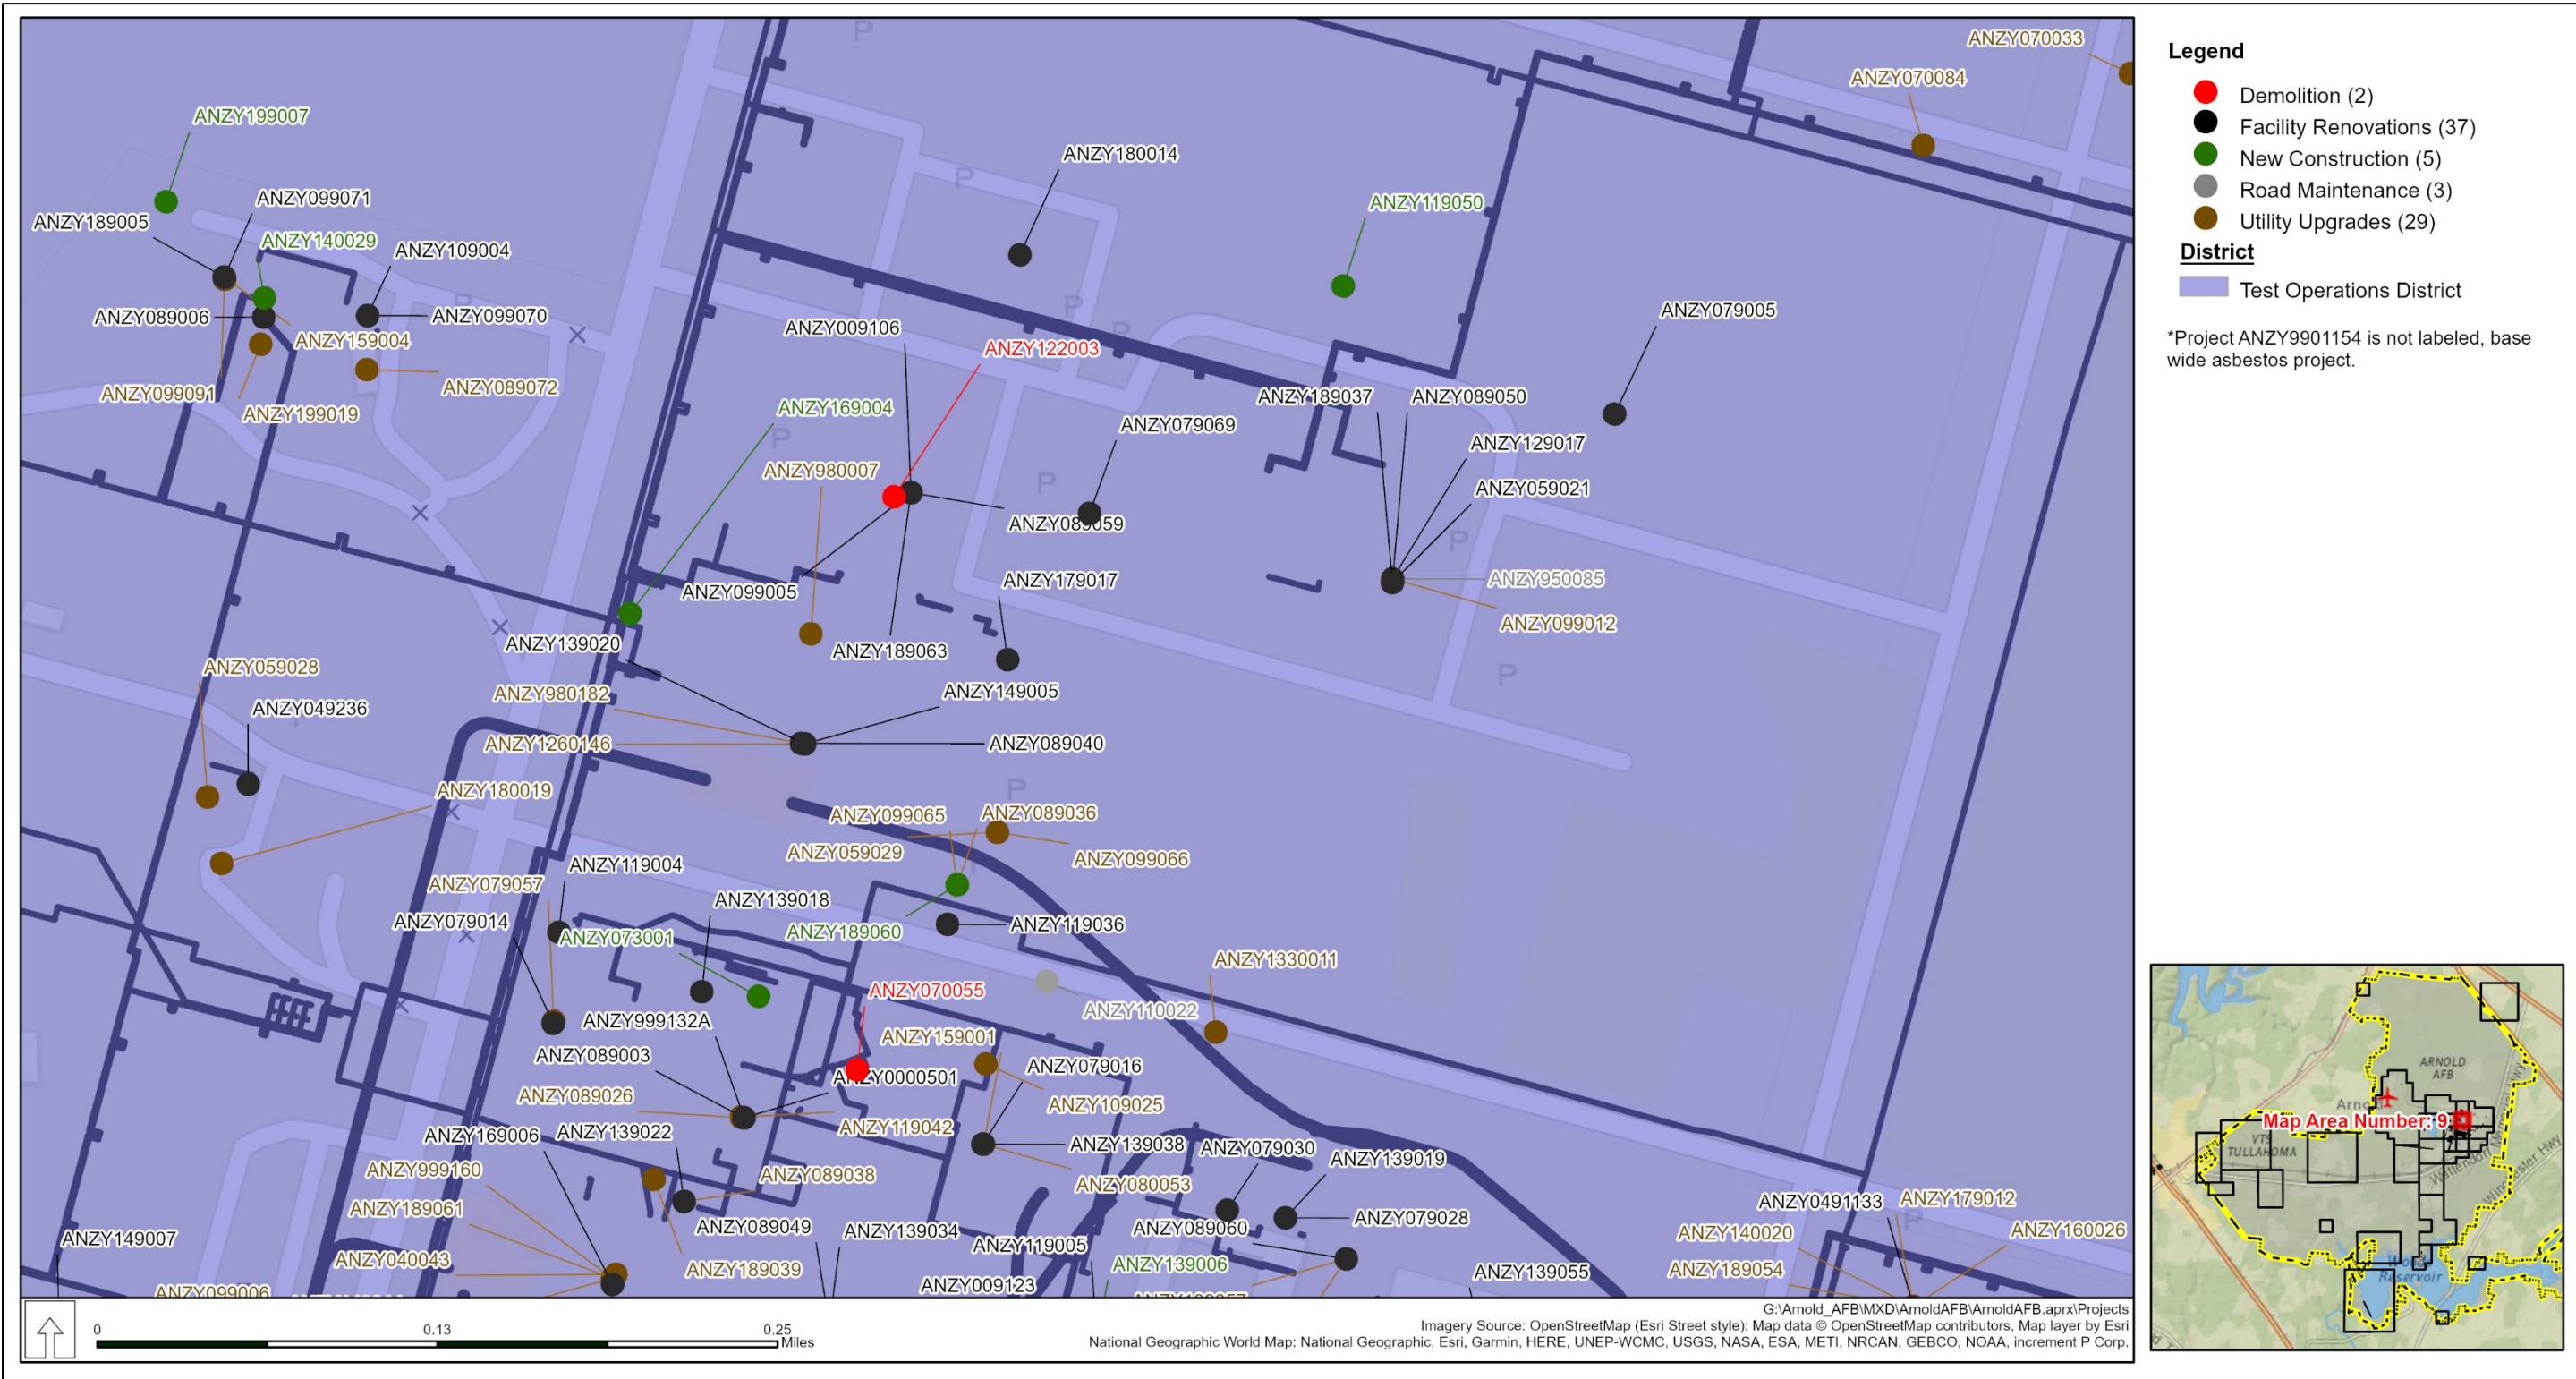 ANZY070033
ANZY070084
ANZY199007
ANZY180014
ANZY099071
ANZY189005
ANZY119050
ANZY140029
ANZY109004
ANZY089006
ANZY099070
ANZY079005
ANZY009106
ANZY159004
ANZY122003
ANZY099091
ANZY089072
ANZY199019
ANZY189037
ANZY089050
ANZY169004
ANZY079069
ANZY129017
ANZY980007
ANZY059021
ANZY089059
ANZY179017
ANZY950085
ANZY099005
ANZY099012
ANZY139020
ANZY189063
ANZY059028
ANZY980182
ANZY149005
ANZY049236
ANZY1260146
ANZY089040
ANZY180019
ANZY099065
ANZY089036
ANZY059029
ANZY099066
ANZY119004
ANZY079057
ANZY139018
ANZY079014
ANZY073001
ANZY189060
ANZY119036
ANZY1330011
ANZY070055
ANZY110022
ANZY999132A
ANZY159001
ANZY089003
ANZY079016
ANZY0000501
ANZY089026
ANZY109025
ANZY119042
ANZY169006
ANZY139022
ANZY139038
ANZY079030
ANZY139019
ANZY999160
ANZY089038
ANZY080053
ANZY0491133
ANZY179012
ANZY189061
ANZY089049
ANZY139034
ANZY089060
ANZY079028
ANZY140020
ANZY160026
ANZY149007
ANZY119005
ANZY040043
ANZY189039
ANZY139006
ANZY189054
ANZY009123
ANZY139055
ANZY099006
P
P
P
P
P
P
P
P
P
P
P
P
Legend
Demolition (2)
Facility Renovations (37)
New Construction (5)
Road Maintenance (3)
Utility Upgrades (29)
District
Test Operations District
*Project ANZY9901154 is not labeled, base
wide asbestos project.
ARNOLD
AFB
Map Area Number: 9
TULLAHOMA
Reservoir
0 0.13 0.25
Miles
G:\Arnold_AFB\MXD\ArnoldAFB\ArnoldAFB.aprx\Projects
Imagery Source: OpenStreetMap (Esri Street style): Map data © OpenStreetMap contributors, Map layer by Esri
National Geographic World Map: National Geographic, Esri, Garmin, HERE, UNEP-WCMC, USGS, NASA, ESA, METI, NRCAN, GEBCO, NOAA, increment P Corp.